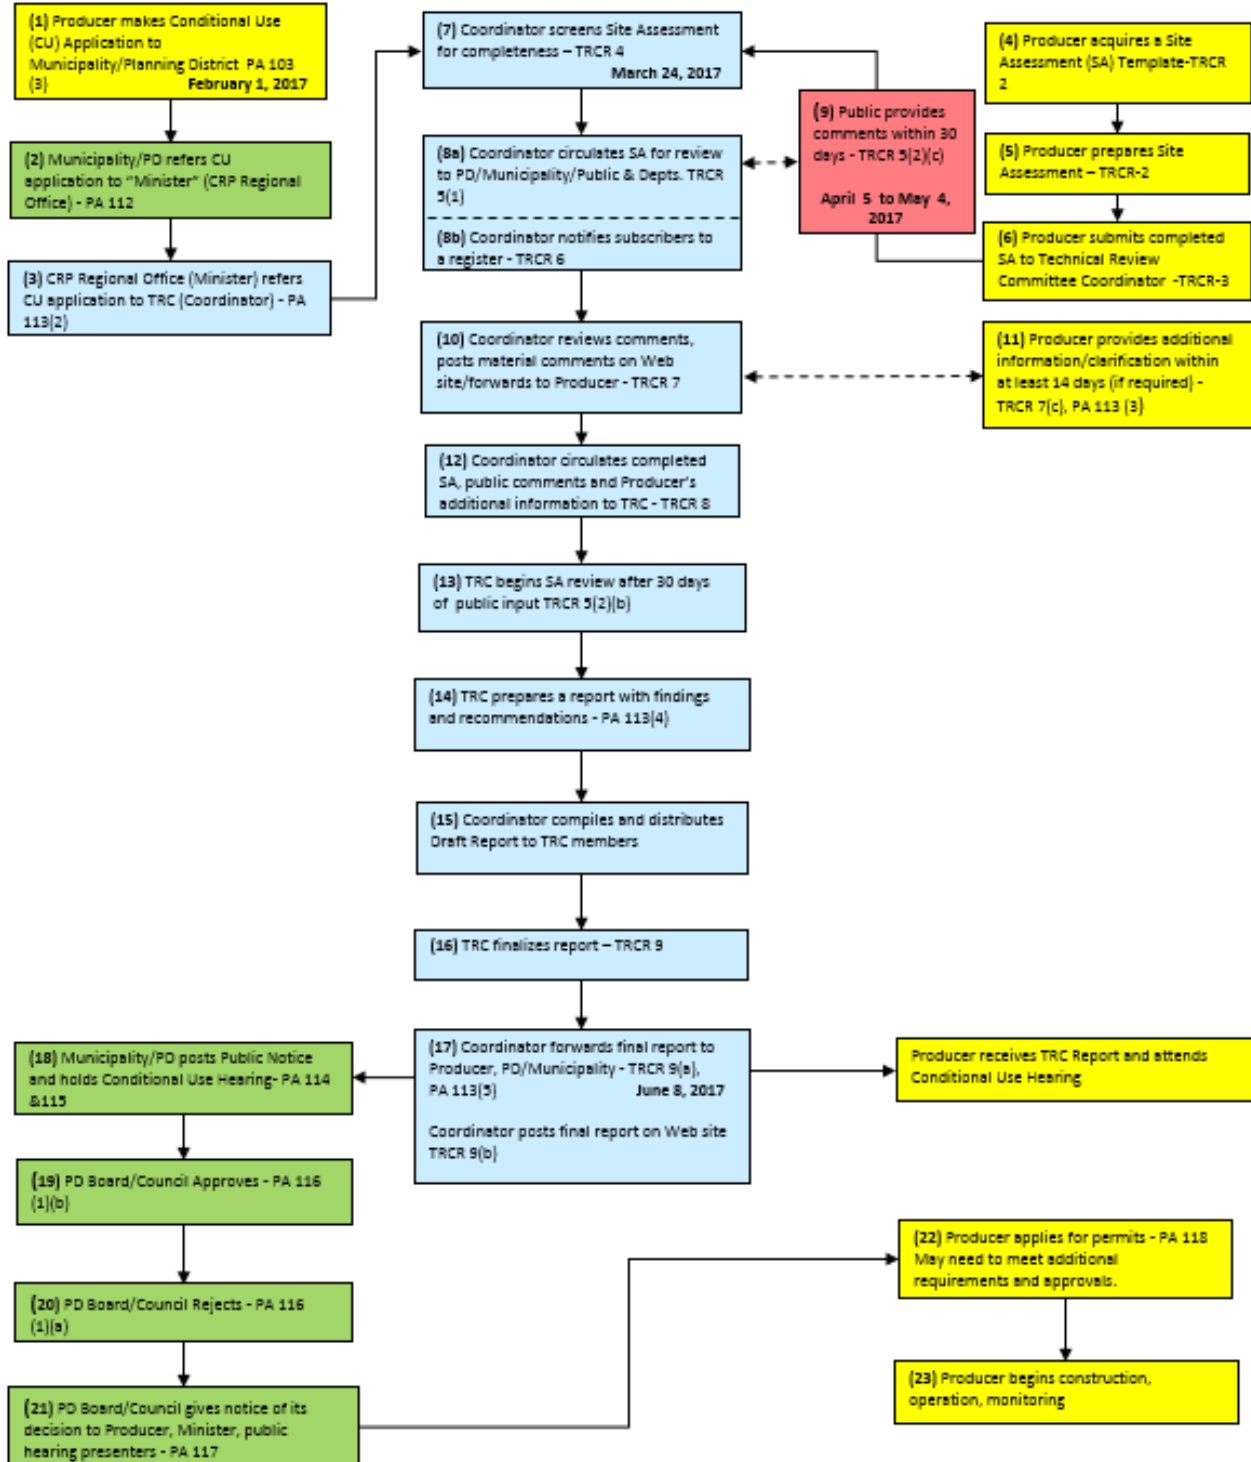 (1) Producer makes Conditional Use
(CU) Application to
Municipality/Planning District PA 103
(3) February 1, 2017
(2) Municipality/PD refers CU
application to "Minister" (CRP Regional
Office) - PA 112
(3) CRP Regional Office (Minister) refers
CU application to TRC (Coordinator) - PA
113(2)
(4) Producer acquires a Site
Assessment (SA) Template-TRCR
2
(5) Producer prepares Site
Assessment – TRCR-2
(6) Producer submits completed
SA to Technical Review
Committee Coordinator -TRCR-3
(7) Coordinator screens Site Assessment
for completeness – TRCR 4
March 24, 2017
(8a) Coordinator circulates SA for review
to PD/Municipality/Public & Depts. TRCR
5(1)
(8b) Coordinator notifies subscribers to
a register - TRCR 6
(9) Public provides
comments within 30
days - TRCR 5(2)(c)
April 5 to May 4,
2017
(10) Coordinator reviews comments,
posts material comments on Web
site/forwards to Producer - TRCR 7
(11) Producer provides additional
information/clarification within
at least 14 days (if required) -
TRCR 7(c), PA 113 (3)
(12) Coordinator circulates completed
SA, public comments and Producer's
additional information to TRC - TRCR 8
(13) TRC begins SA review after 30 days
of public input TRCR 5(2)(b)
(14) TRC prepares a report with findings
and recommendations - PA 113(4)
(15) Coordinator compiles and distributes
Draft Report to TRC members
(16) TRC finalizes report – TRCR 9
(17) Coordinator forwards final report to
Producer, PD/Municipality - TRCR 9(a),
PA 113(5) June 8, 2017
Coordinator posts final report on Web site
TRCR 9(b)
Producer receives TRC Report and attends
Conditional Use Hearing
(18) Municipality/PD posts Public Notice
and holds Conditional Use Hearing- PA 114
&115
(19) PD Board/Council Approves - PA 116
(1)(b)
(20) PD Board/Council Rejects - PA 116
(1)(a)
(21) PD Board/Council gives notice of its
decision to Producer, Minister, public
hearing presenters - PA 117
(22) Producer applies for permits - PA 118
May need to meet additional
requirements and approvals.
(23) Producer begins construction,
operation, monitoring